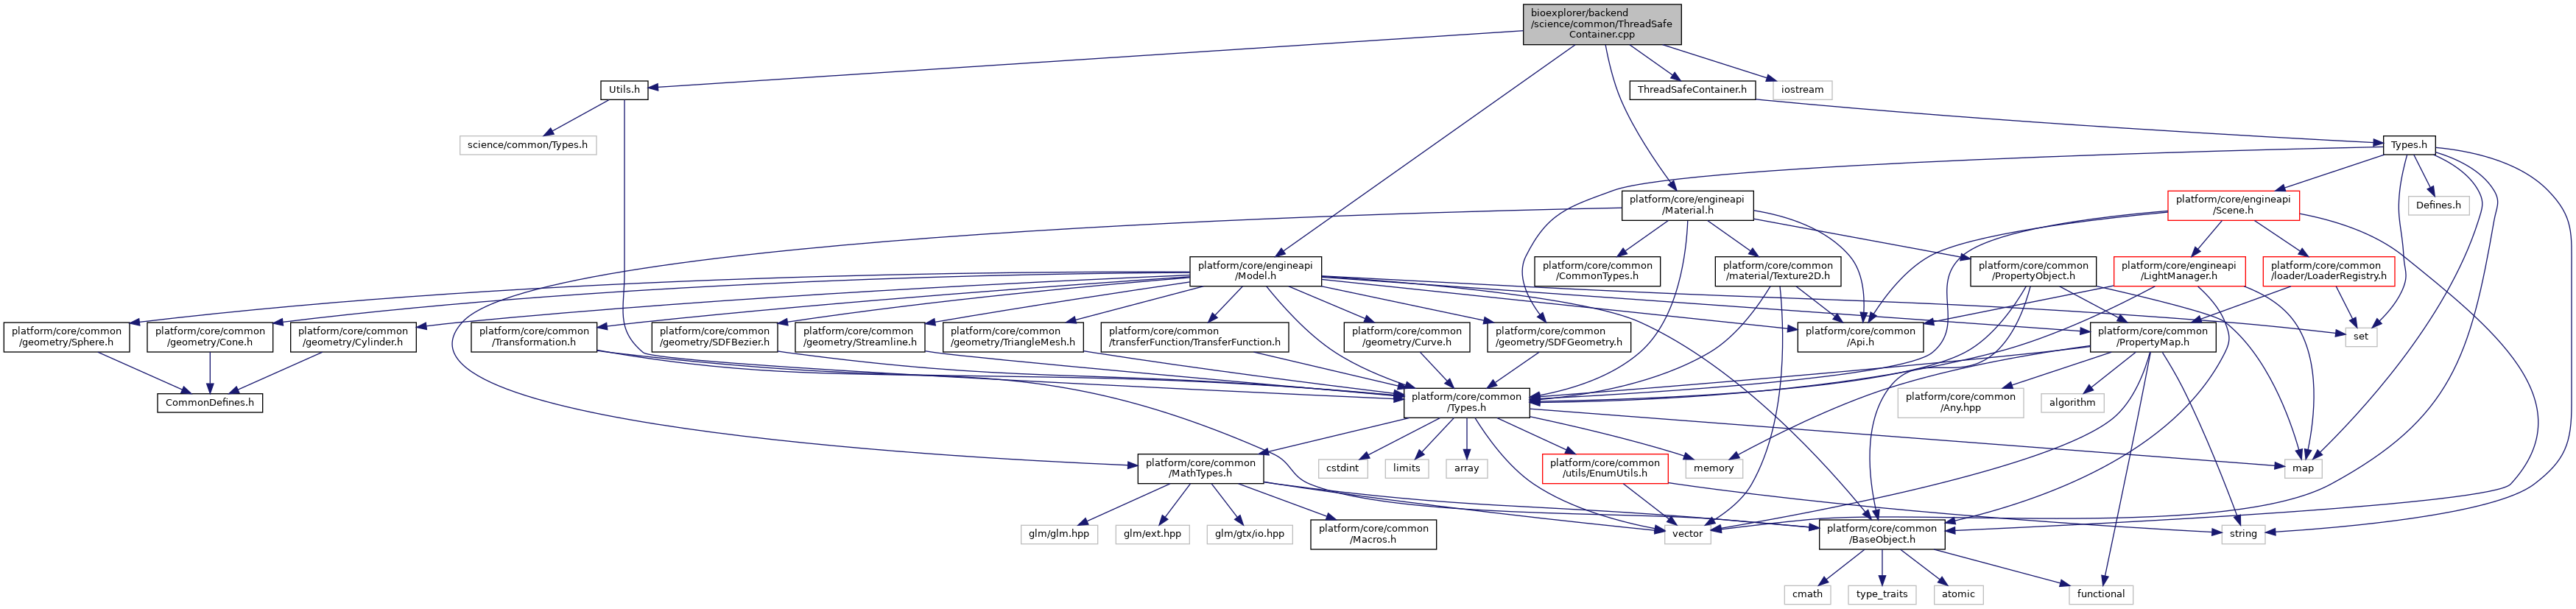 bioexplorer/backend
/science/common/ThreadSafe
Container.cpp
Utils.h
ThreadSafeContainer.h
iostream
science/common/Types.h
Types.h
platform/core/engineapi
/Material.h
platform/core/engineapi
/Scene.h
Defines.h
platform/core/engineapi
/Model.h
platform/core/common
/CommonTypes.h
platform/core/common
/material/Texture2D.h
platform/core/common
/PropertyObject.h
platform/core/engineapi
/LightManager.h
platform/core/common
/loader/LoaderRegistry.h
platform/core/common
/geometry/Sphere.h
platform/core/common
/geometry/Cone.h
platform/core/common
/geometry/Cylinder.h
platform/core/common
/Transformation.h
platform/core/common
/geometry/SDFBezier.h
platform/core/common
/geometry/Streamline.h
platform/core/common
/geometry/TriangleMesh.h
platform/core/common
/transferFunction/TransferFunction.h
platform/core/common
/geometry/Curve.h
platform/core/common
/geometry/SDFGeometry.h
platform/core/common
/Api.h
platform/core/common
/PropertyMap.h
set
CommonDefines.h
platform/core/common
/Types.h
platform/core/common
/Any.hpp
algorithm
platform/core/common
/MathTypes.h
cstdint
limits
array
platform/core/common
/utils/EnumUtils.h
memory
map
glm/glm.hpp
glm/ext.hpp
glm/gtx/io.hpp
platform/core/common
/Macros.h
vector
platform/core/common
/BaseObject.h
string
cmath
type_traits
atomic
functional